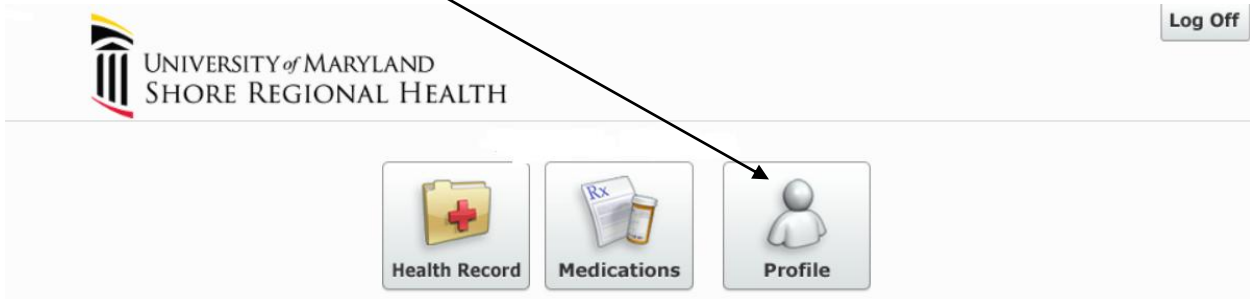 Log Off
UNIVERSITY of MARYLAND
SHORE REGIONAL HEALTH
Rx
Health Record
Medications
Profile